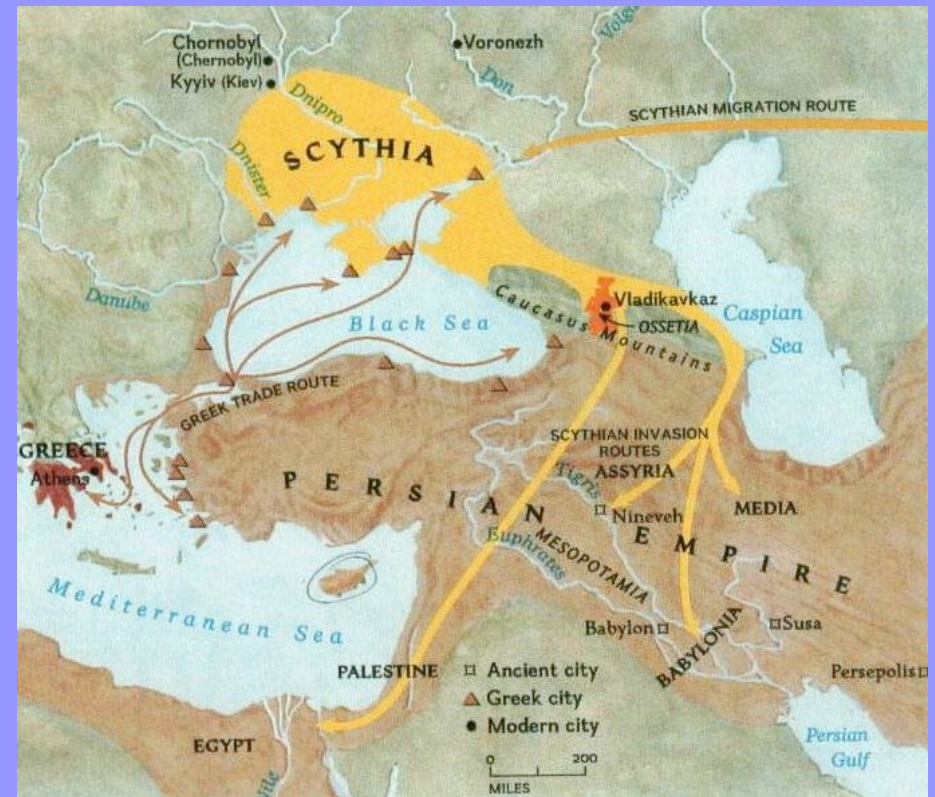 Chornobyl
(Chernobyl)
Kyyiv (Kiev)
Voronezh
Volga
Don
Dnipro
SCYTHIAN MIGRATION ROUTE
SCYTHIA
Dnister
Danube
Black Sea
Caucasus Mountains
Vladikavkaz
OSSETIA
Caspian
Sea
GREEK TRADE ROUTE
GREECE
Athens
SCYTHIAN INVASION
ROUTES
ASSYRIA
Tigris
Nineveh
MEDIA
PERSIAN EMPIRE
Euphrates
MESOPOTAMIA
Mediterranean Sea
Babylon
BABYLONIA
Susa
PALESTINE
Persepolis
Ancient city
Greek city
Modern city
EGYPT
Nile
0 200
MILES
Persian
Gulf